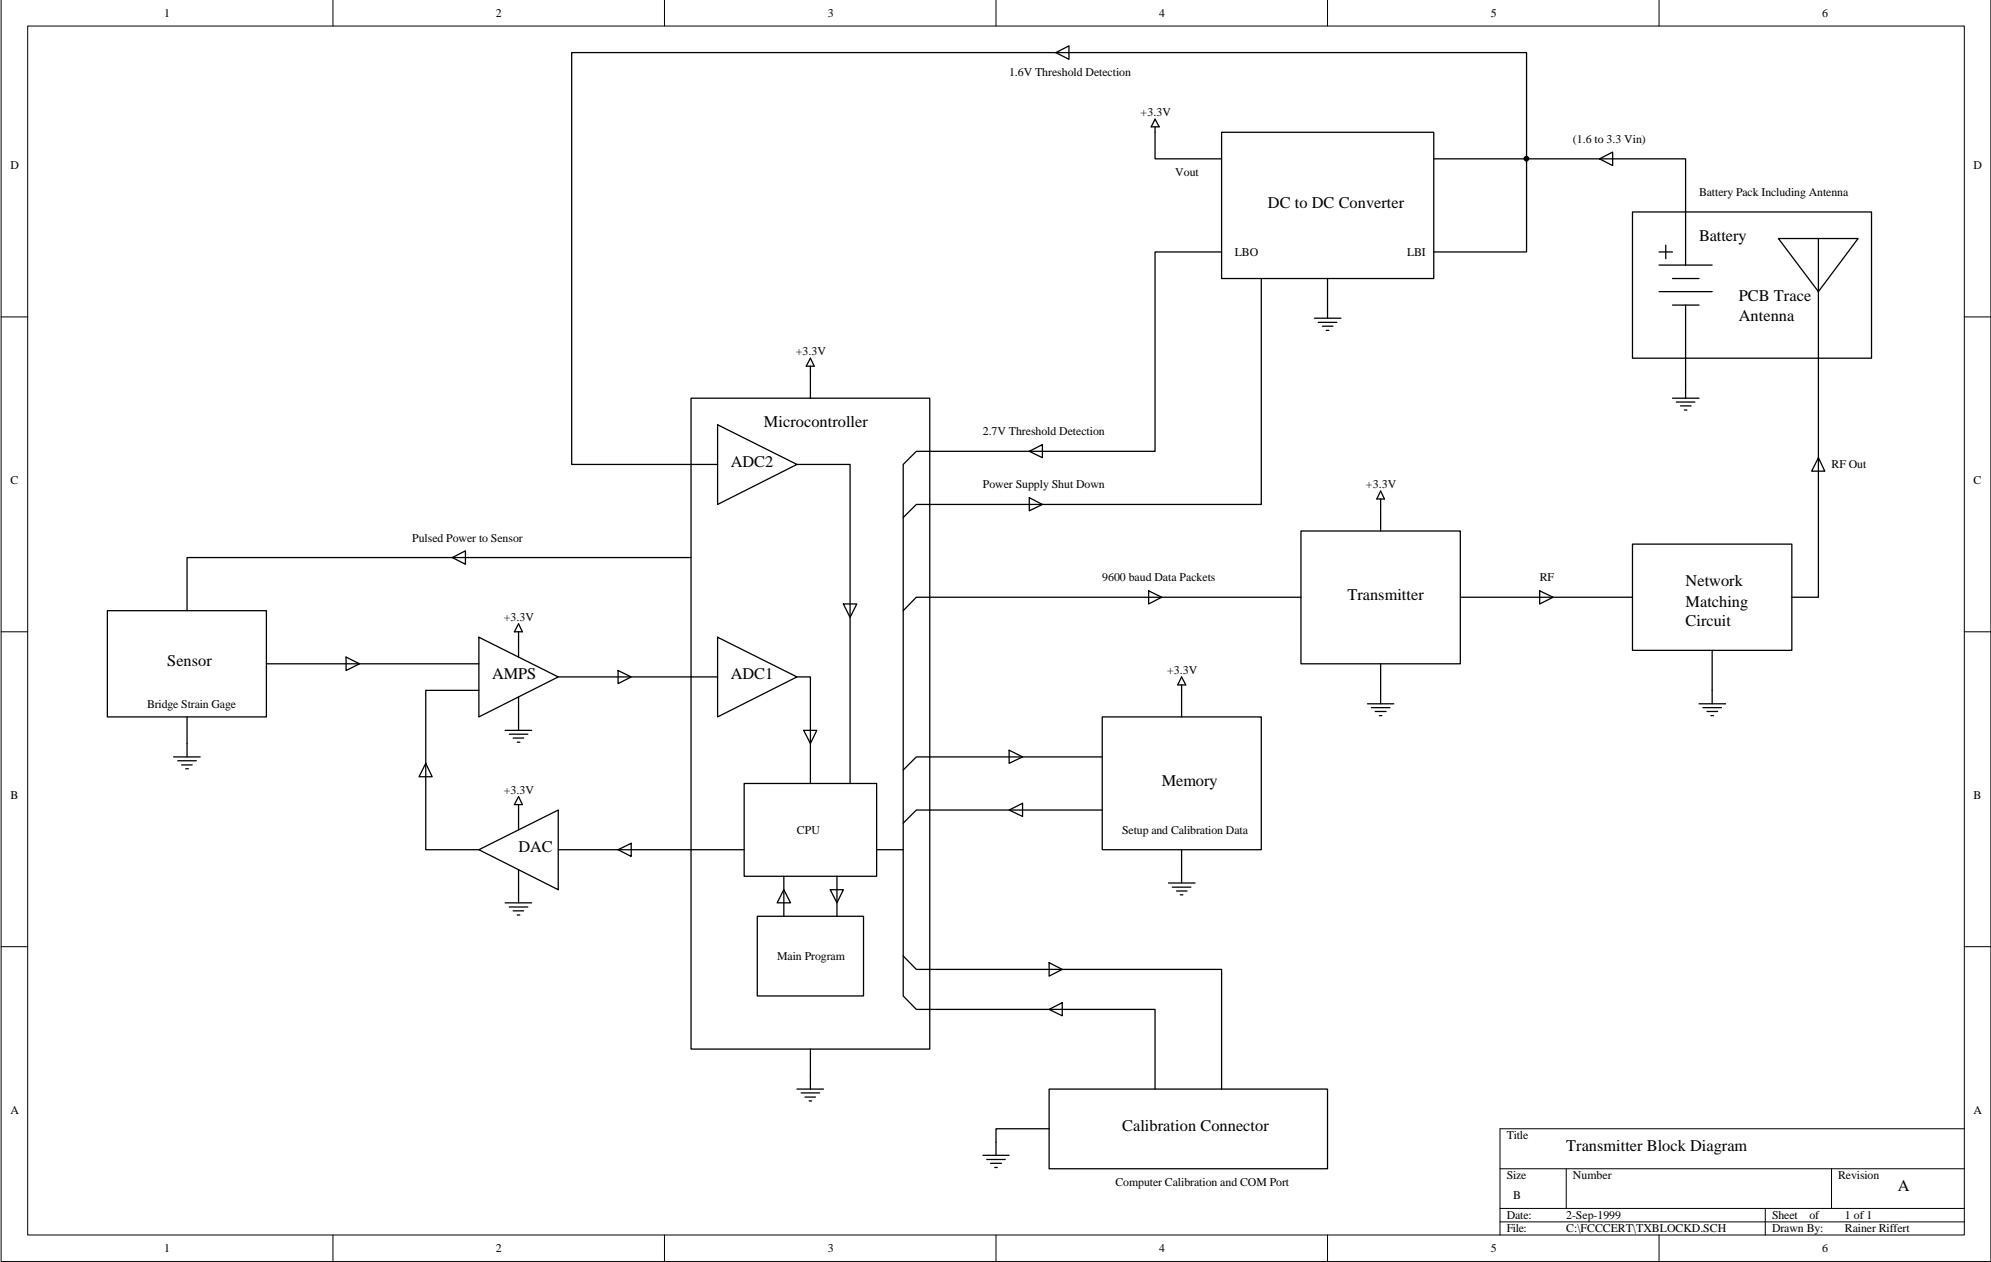 1 2 3 4 5 6
1.6V Threshold Detection
+3.3V
(1.6 to 3.3 Vin)
D D
Vout
Battery Pack Including Antenna
DC to DC Converter
Battery
+
LBO LBI
PCB Trace
Antenna
+3.3V
Microcontroller
2.7V Threshold Detection
ADC2
RF Out
C C
Power Supply Shut Down
+3.3V
Pulsed Power to Sensor
9600 baud Data Packets
RF
Network
Matching
Circuit
Transmitter
+3.3V
Sensor
AMPS
ADC1
+3.3V
Bridge Strain Gage
Memory
+3.3V
B B
CPU
Setup and Calibration Data
DAC
Main Program
A A
Calibration Connector
Computer Calibration and COM Port
Title
Transmitter Block Diagram
Size Number Revision
B A
Date: 2-Sep-1999 Sheet of 1 of 1
File: C:\FCCCERT\TXBLOCKD.SCH Drawn By: Rainer Riffert
1 2 3 4 5 6